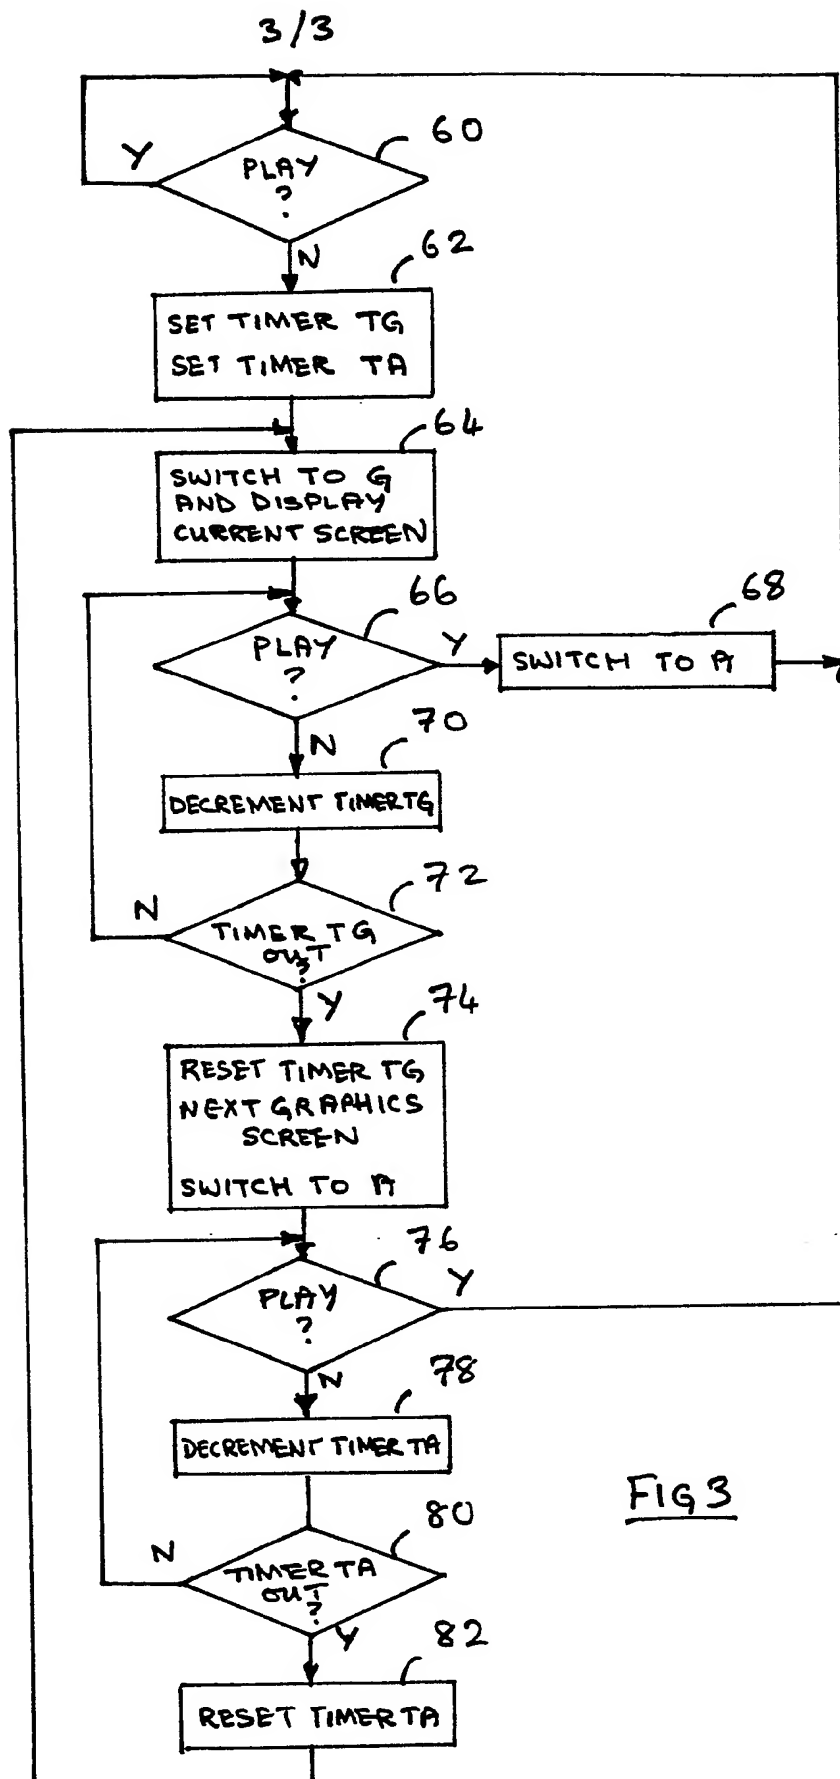 3/3
60
Y
PLAY
?
N
62
SET TIMER TG
SET TIMER TA
64
SWITCH TO G
AND DISPLAY
CURRENT SCREEN
66
PLAY
?
Y
68
SWITCH TO A
N
70
DECREMENT TIMER TG
72
N
TIMER TG
OUT
?
Y
74
RESET TIMER TG
NEXT GRAPHICS
SCREEN
SWITCH TO A
76
PLAY
?
Y
N
78
DECREMENT TIMER TA
FIG 3
80
N
TIMER TA
OUT
?
Y
82
RESET TIMER TA